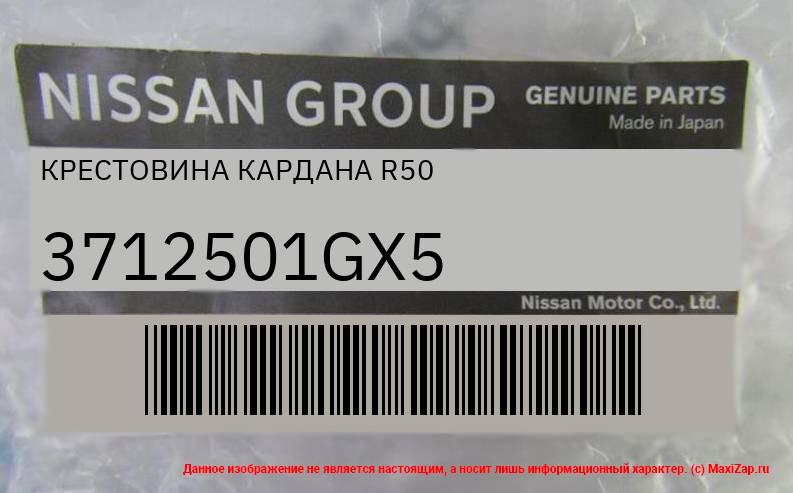 NISSAN GROUP
GENUINE PARTS
Made in Japan
КРЕСТОВИНА КАРДАНА R50
3712501GX5
Nissan Motor Co., Ltd.
Данное изображение не является настоящим, а носит лишь информационный характер. (c) MaxiZap.ru